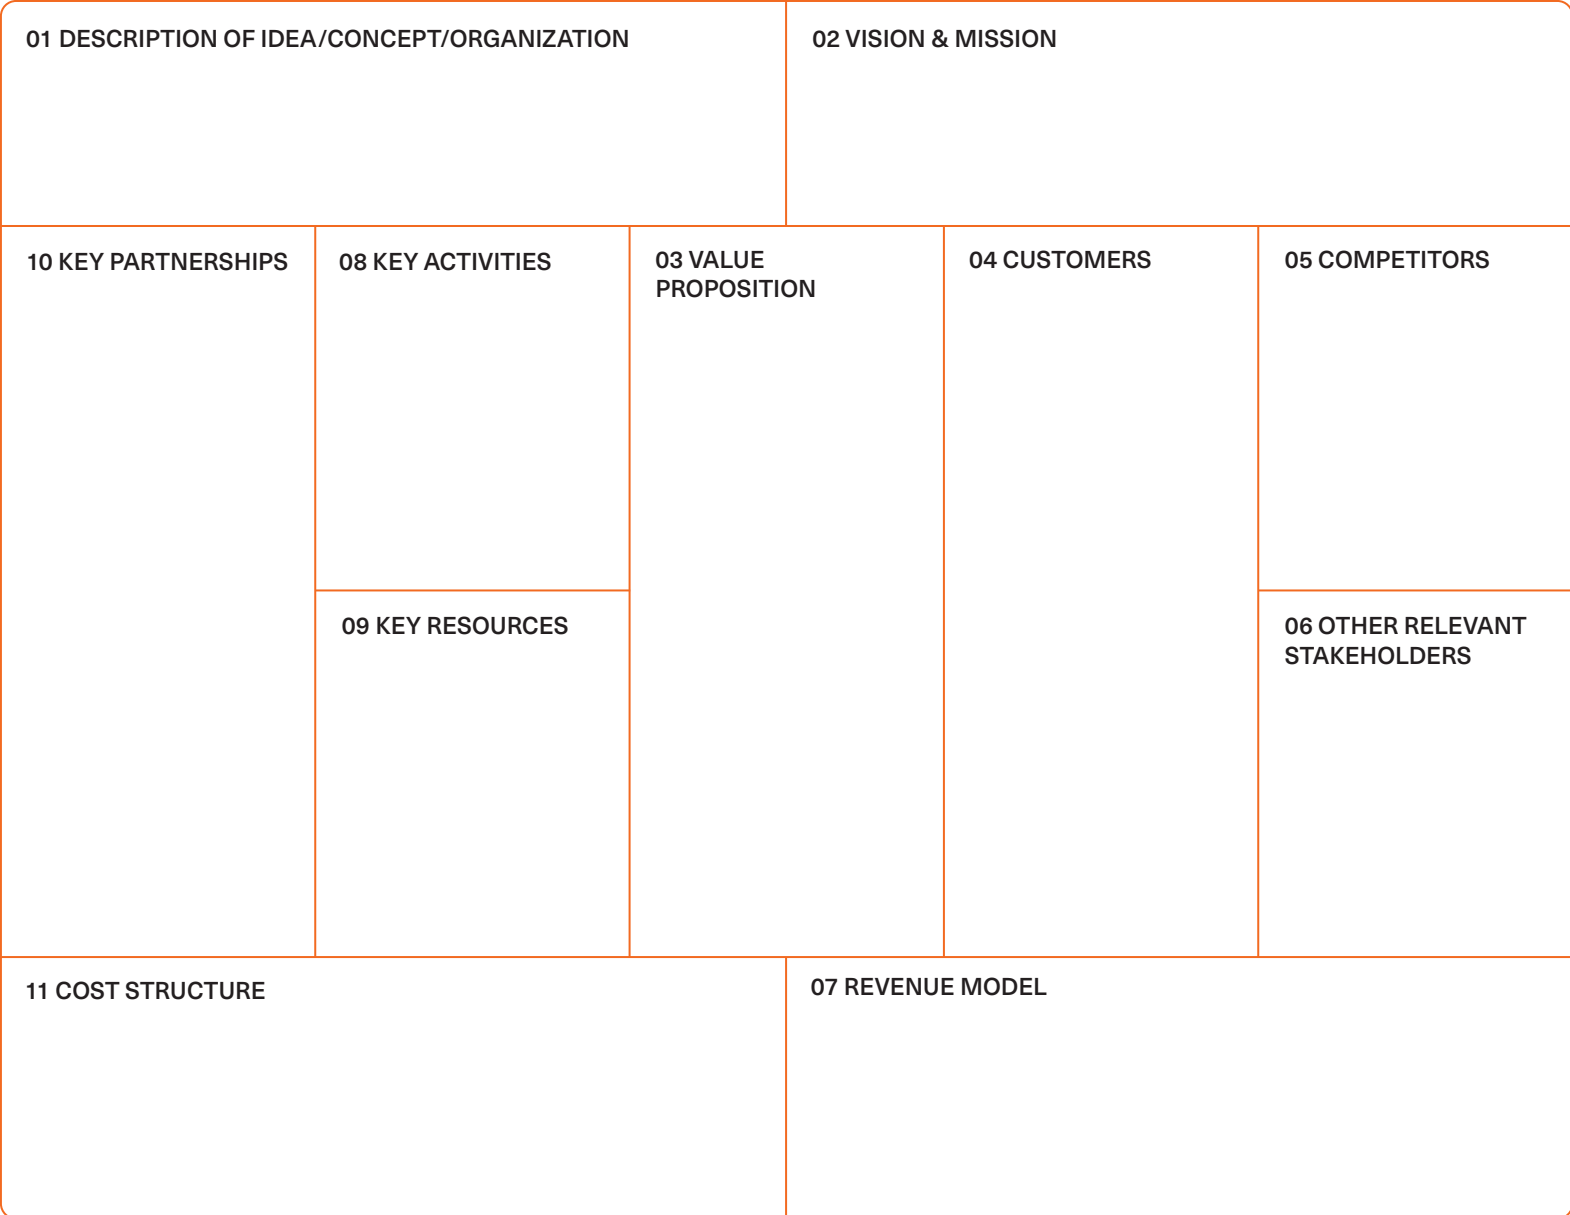 01 DESCRIPTION OF IDEA/CONCEPT/ORGANIZATION
02 VISION & MISSION
10 KEY PARTNERSHIPS
08 KEY ACTIVITIES
03 VALUE
PROPOSITION
04 CUSTOMERS
05 COMPETITORS
09 KEY RESOURCES
06 OTHER RELEVANT
STAKEHOLDERS
11 COST STRUCTURE
07 REVENUE MODEL